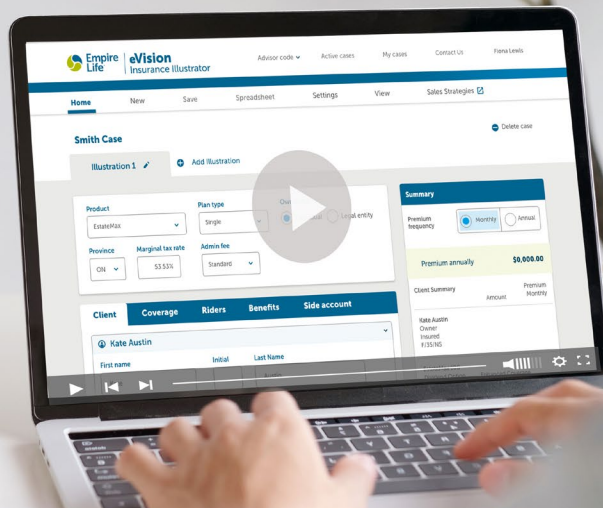 Empire Life
eVision
Insurance illustrator
Advisor code
Active cases
My cases
Contact Us
Fiona Lewis
Home
New
Save
Spreadsheet
Settings
View
Sales Strategies
Smith Case
Delete case
Illustration 1
Add Illustration
Product
EstateMax
Plan type
Single
Legal entity
Province
ON
Marginal tax rate
53.53%
Admin fee
Standard
Summary
Premium frequency
Monthly
Annual
Premium annually
$0,000.00
Client Summary
Amount
Premium Monthly
Kate Austin
Owner
Insured
F/35/NS
Client
Coverage
Riders
Benefits
Side account
Kate Austin
First name
Initial
Last Name
Austin